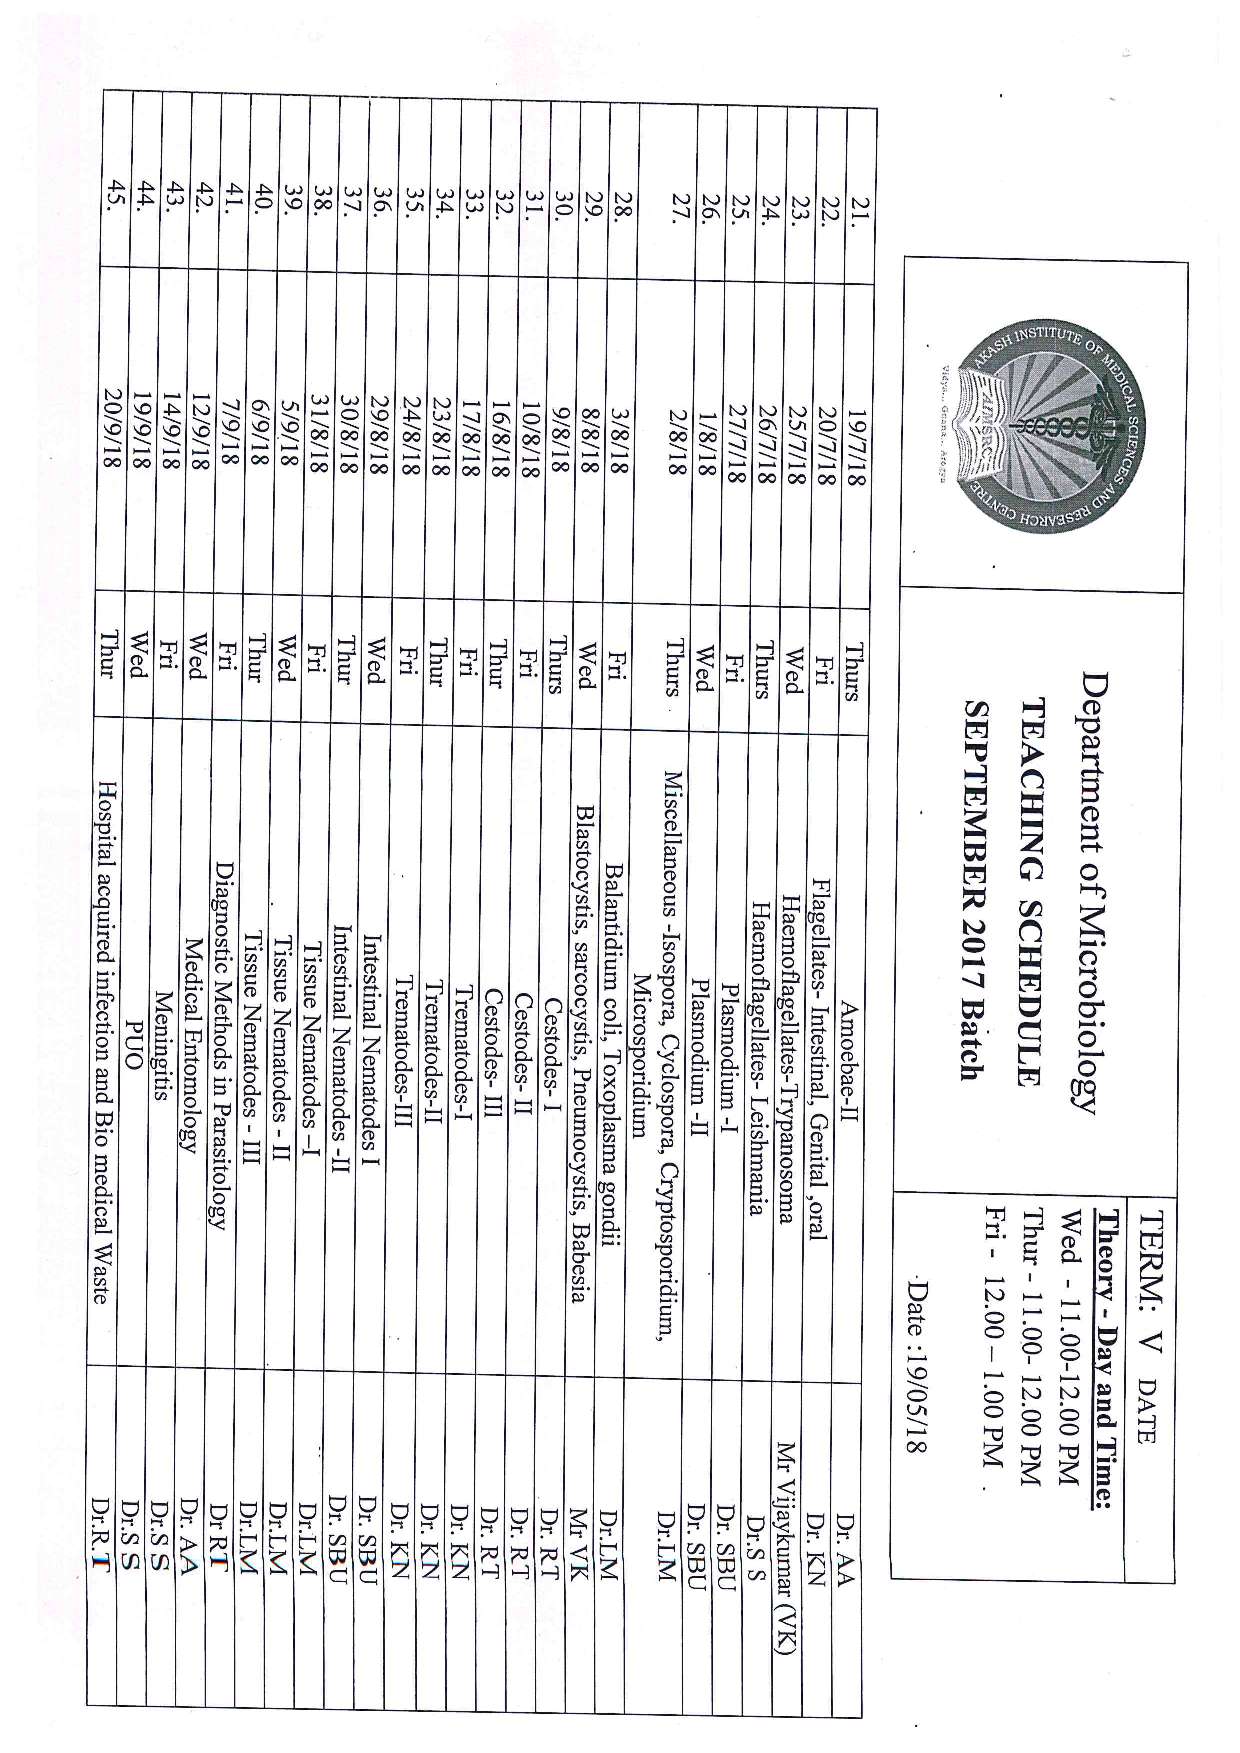 AKASH INSTITUTE OF MEDICAL SCIENCES AND RESEARCH CENTRE
AIMSRC
Vidya... Gnana... Arogya
Department of Microbiology
TEACHING SCHEDULE
SEPTEMBER 2017 Batch
TERM: V DATE
Theory - Day and Time:
Wed - 11.00-12.00 PM
Thur - 11.00- 12.00 PM
Fri - 12.00 – 1.00 PM
Date :19/05/18
21. 19/7/18 Thurs Amoebae-II Dr. AA
22. 20/7/18 Fri Flagellates- Intestinal, Genital ,oral Dr. KN
23. 25/7/18 Wed Haemoflagellates-Trypanosoma Mr Vijaykumar (VK)
24. 26/7/18 Thurs Haemoflagellates- Leishmania Dr.S S
25. 27/7/18 Fri Plasmodium -I Dr. SBU
26. 1/8/18 Wed Plasmodium -II Dr. SBU
27. 2/8/18 Thurs Miscellaneous -Isospora, Cyclospora, Cryptosporidium, Dr.LM
Microsporidium
28. 3/8/18 Fri Balantidium coli, Toxoplasma gondii Dr.LM
29. 8/8/18 Wed Blastocystis, sarcocystis, Pneumocystis, Babesia Mr VK
30. 9/8/18 Thurs Cestodes- I Dr. RT
31. 10/8/18 Fri Cestodes- II Dr. RT
32. 16/8/18 Thur Cestodes- III Dr. RT
33. 17/8/18 Fri Trematodes-I Dr. KN
34. 23/8/18 Thur Trematodes-II Dr. KN
35. 24/8/18 Fri Trematodes-III Dr. KN
36. 29/8/18 Wed Intestinal Nematodes I Dr. SBU
37. 30/8/18 Thur Intestinal Nematodes -II Dr. SBU
38. 31/8/18 Fri Tissue Nematodes –I Dr.LM
39. 5/9/18 Wed Tissue Nematodes - II Dr.LM
40. 6/9/18 Thur Tissue Nematodes - III Dr.LM
41. 7/9/18 Fri Diagnostic Methods in Parasitology Dr RT
42. 12/9/18 Wed Medical Entomology Dr. AA
43. 14/9/18 Fri Meningitis Dr.S S
44. 19/9/18 Wed PUO Dr.S S
45. 20/9/18 Thur Hospital acquired infection and Bio medical Waste Dr.R.T